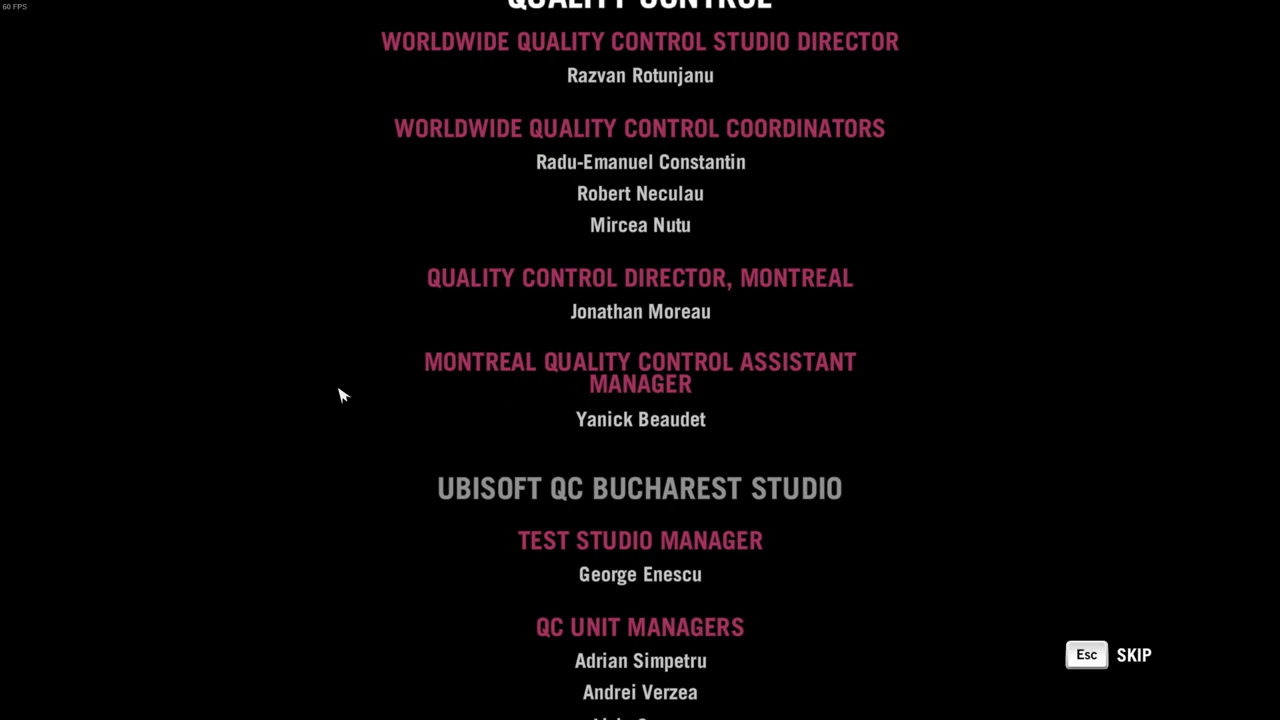 60 FPS
QUALITY CONTROL
WORLDWIDE QUALITY CONTROL STUDIO DIRECTOR
Razvan Rotunjanu
WORLDWIDE QUALITY CONTROL COORDINATORS
Radu-Emanuel Constantin
Robert Neculau
Mircea Nutu
QUALITY CONTROL DIRECTOR, MONTREAL
Jonathan Moreau
MONTREAL QUALITY CONTROL ASSISTANT
MANAGER
Yanick Beaudet
UBISOFT QC BUCHAREST STUDIO
TEST STUDIO MANAGER
George Enescu
QC UNIT MANAGERS
Adrian Simpetru
Esc SKIP
Andrei Verzea